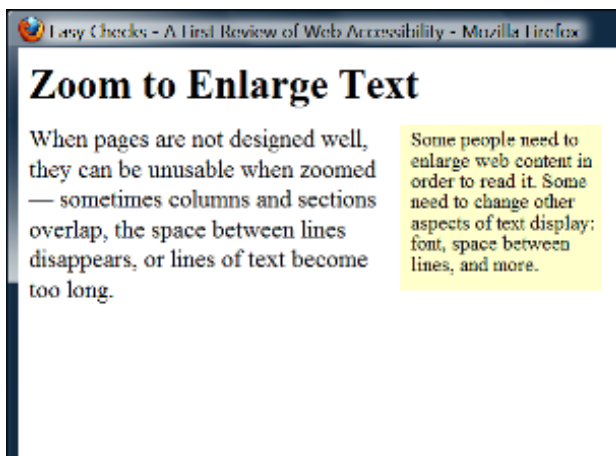 Easy Checks - A First Review of Web Accessibility - Mozilla Firefox
Zoom to Enlarge Text
When pages are not designed well,
they can be unusable when zoomed
— sometimes columns and sections
overlap, the space between lines
disappears, or lines of text become
too long.
Some people need to
enlarge web content in
order to read it. Some
need to change other
aspects of text display:
font, space between
lines, and more.